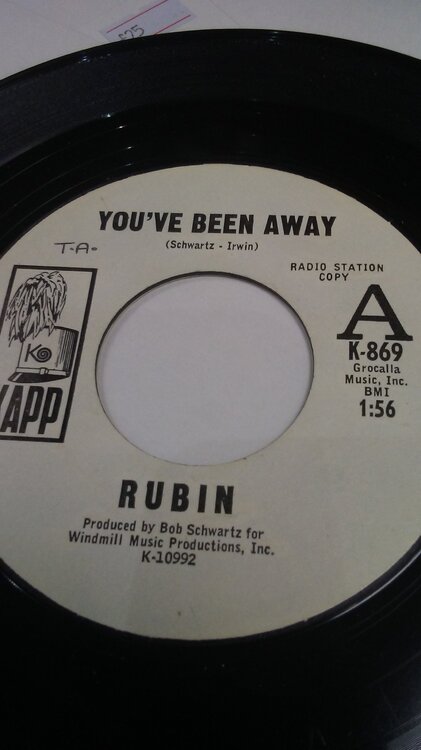 525
YOU'VE BEEN AWAY
(Schwartz - Irwin)
T.A.
RADIO STATION
COPY
A
K-869
Grocalla
Music, Inc.
BMI
1:56
K
KAPP
RUBIN
Produced by Bob Schwartz for
Windmill Music Productions, Inc.
K-10992